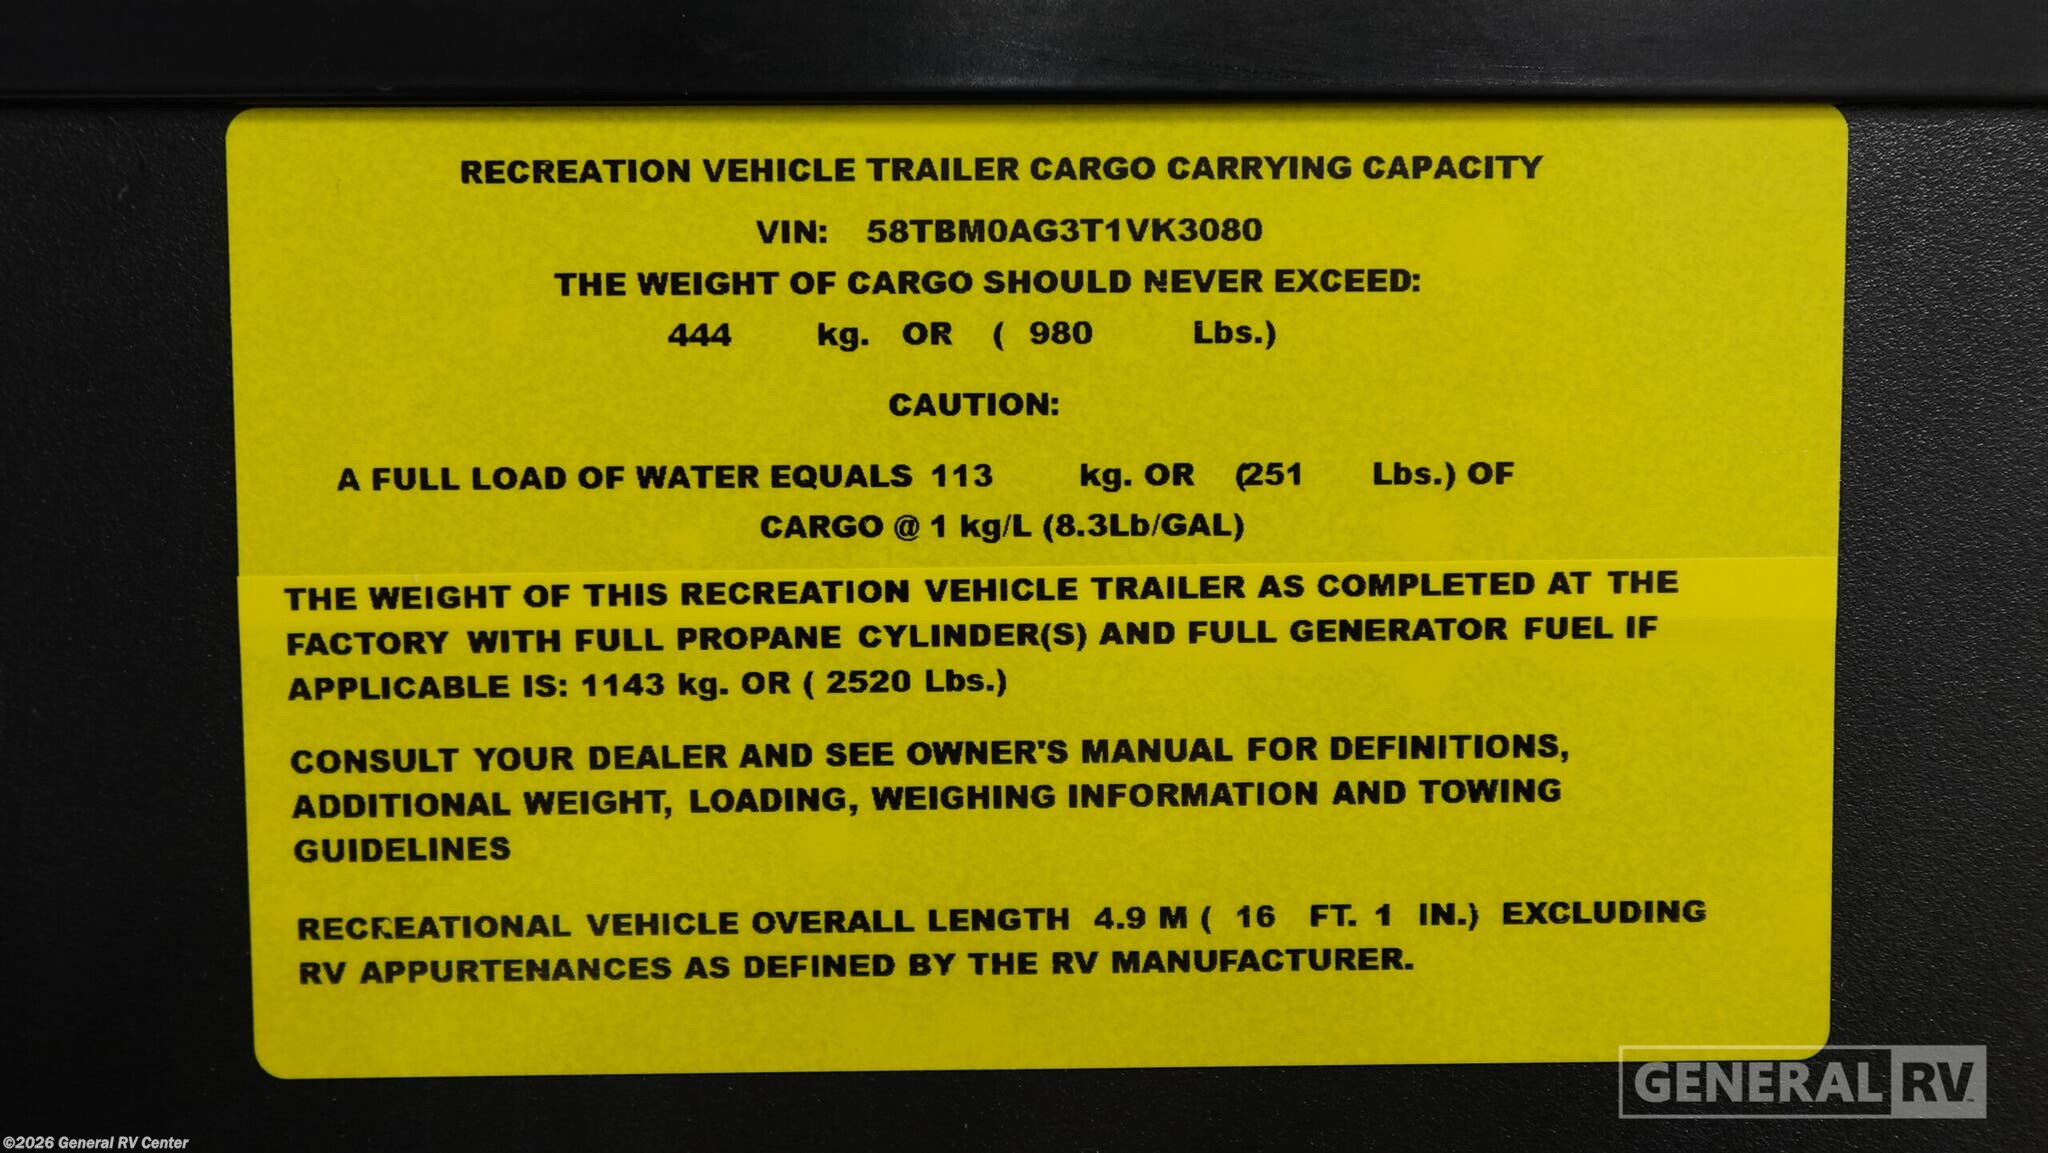 RECREATION VEHICLE TRAILER CARGO CARRYING CAPACITY
VIN: 58TBM0AG3T1VK3080
THE WEIGHT OF CARGO SHOULD NEVER EXCEED:
444 kg. OR ( 980 Lbs.)
CAUTION:
A FULL LOAD OF WATER EQUALS 113 kg. OR (251 Lbs.) OF
CARGO @ 1 kg/L (8.3Lb/GAL)
THE WEIGHT OF THIS RECREATION VEHICLE TRAILER AS COMPLETED AT THE
FACTORY WITH FULL PROPANE CYLINDER(S) AND FULL GENERATOR FUEL IF
APPLICABLE IS: 1143 kg. OR ( 2520 Lbs.)
CONSULT YOUR DEALER AND SEE OWNER'S MANUAL FOR DEFINITIONS,
ADDITIONAL WEIGHT, LOADING, WEIGHING INFORMATION AND TOWING
GUIDELINES
RECREATIONAL VEHICLE OVERALL LENGTH 4.9 M ( 16 FT. 1 IN.) EXCLUDING
RV APPURTENANCES AS DEFINED BY THE RV MANUFACTURER.
GENERAL RV
©2026 General RV Center